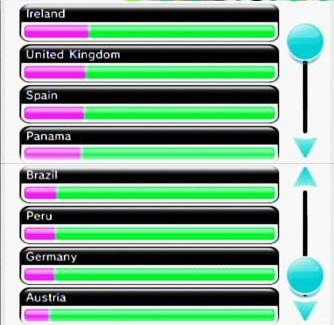 Ireland
United Kingdom
Spain
Panama
Brazil
Peru
Germany
Austria